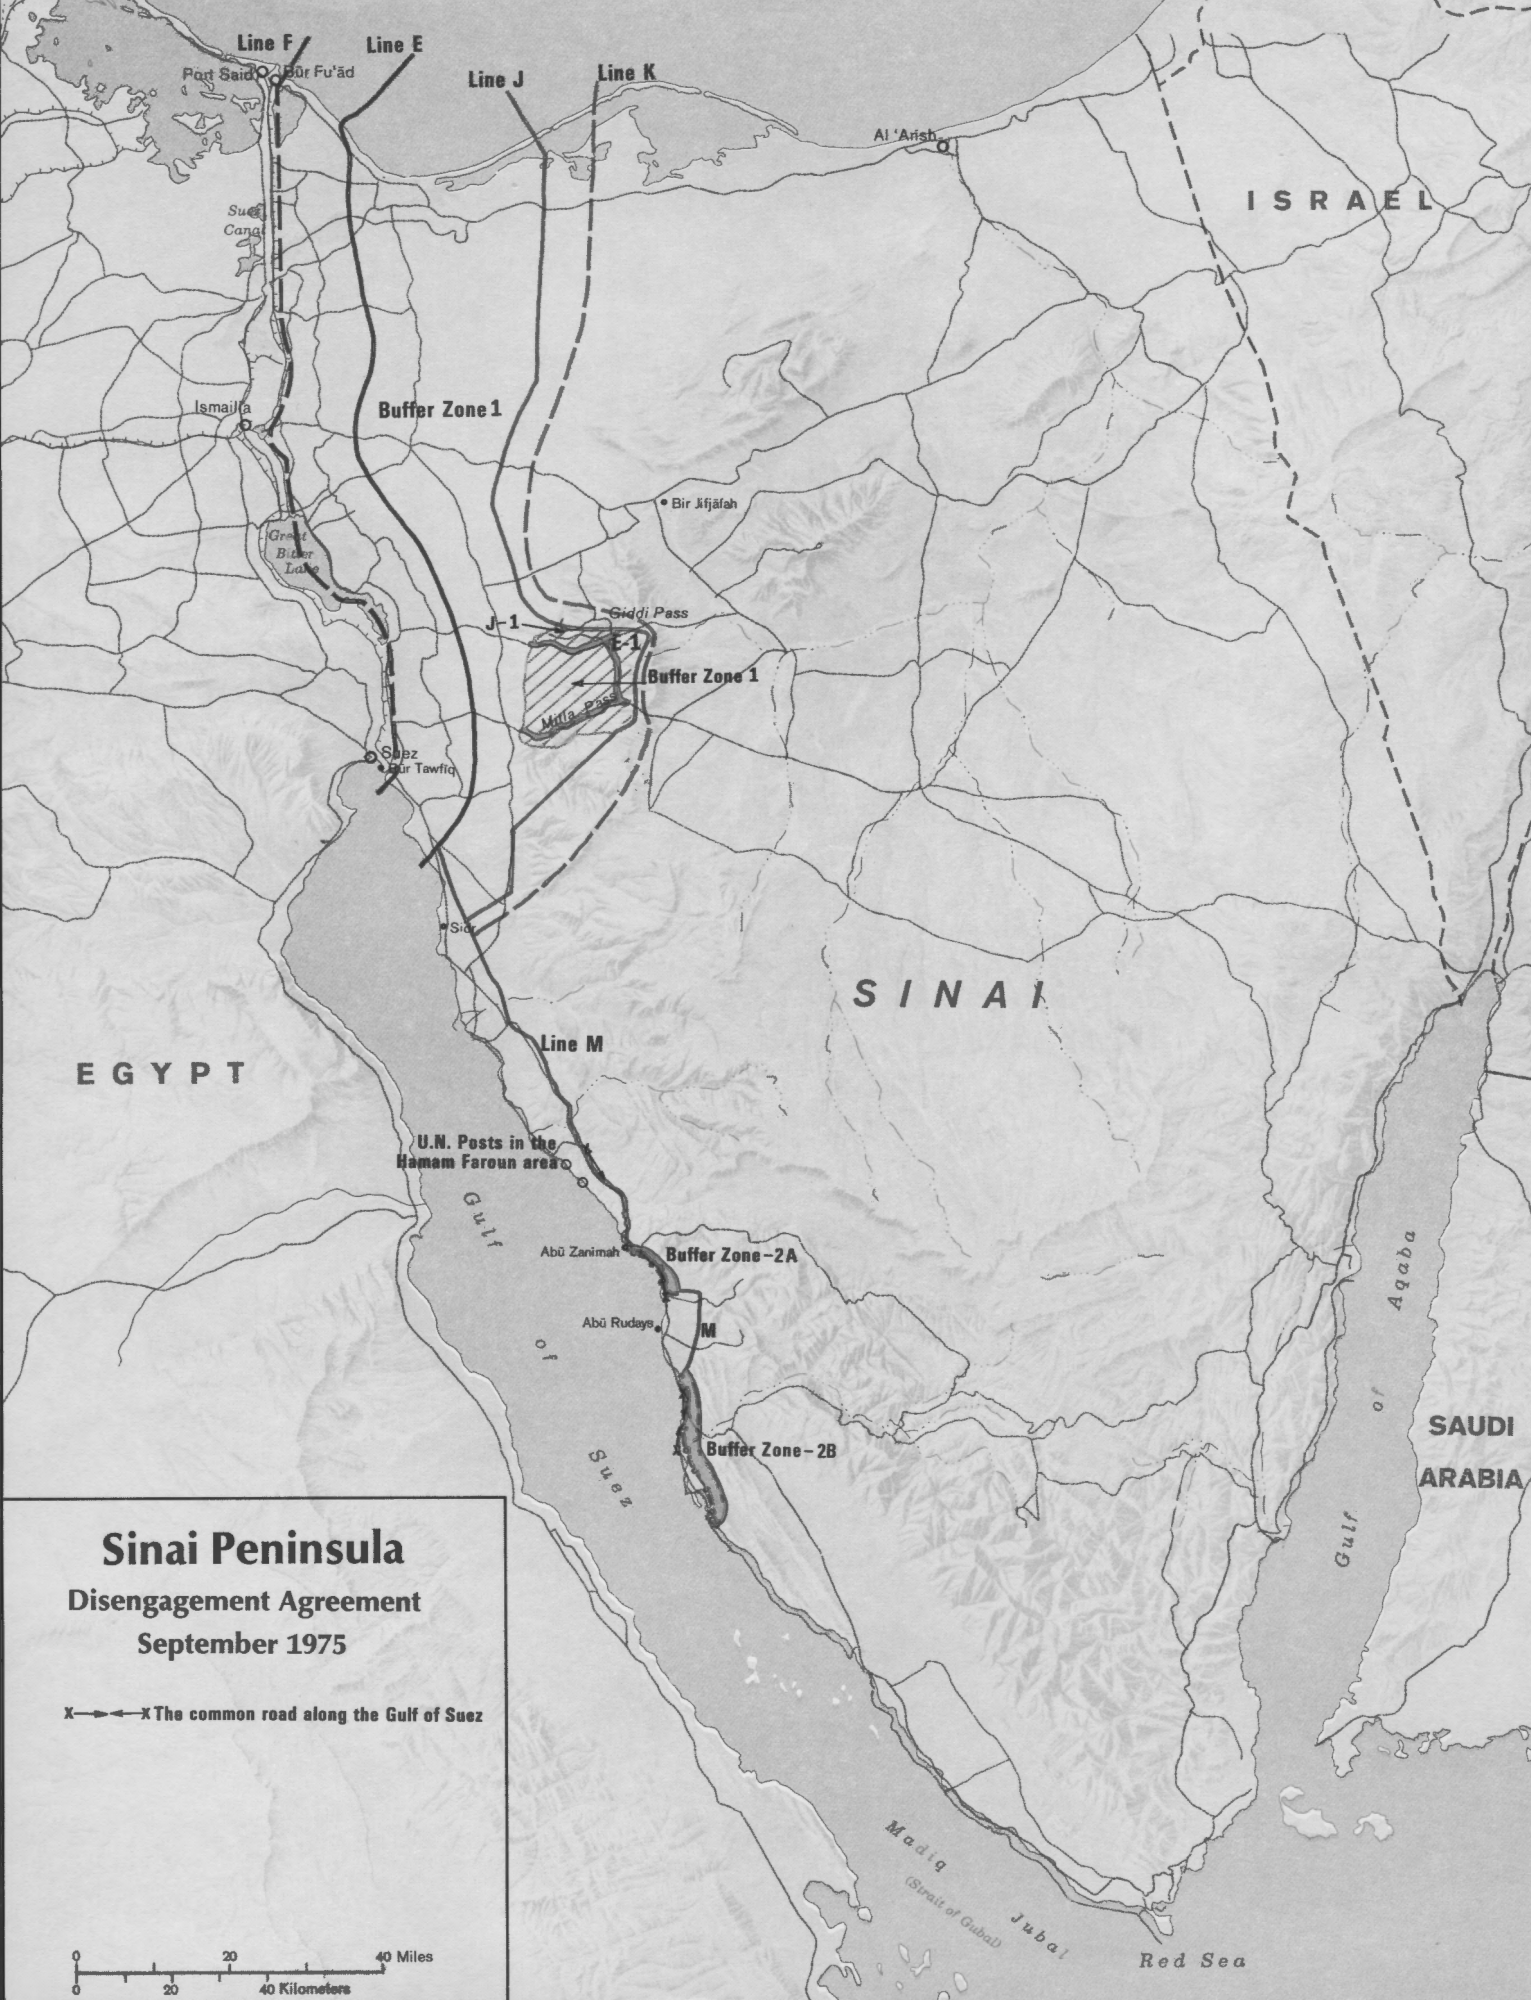 Line F
Line E
Line J
Line K
Port Said
Būr Fu'ād
Al 'Arish
ISRAEL
Suez
Canal
Buffer Zone 1
Ismailia
Bir Jifjāfah
Great
Bitter
Lake
Giddi Pass
J-1
E-1
Buffer Zone 1
Mitla Pass
Suez
Būr Tawfīq
Sidr
SINAI
Line M
EGYPT
U.N. Posts in the
Hamam Faroun area
Gulf
of
Suez
Abū Zanimah
Buffer Zone-2A
Abū Rudays
M
Buffer Zone-2B
Gulf
of
Aqaba
SAUDI
ARABIA
Sinai Peninsula
Disengagement Agreement
September 1975
X X The common road along the Gulf of Suez
Madiq
Jubal
(Strait of Gubal)
Red Sea
0 20 40 Miles
0 20 40 Kilometers